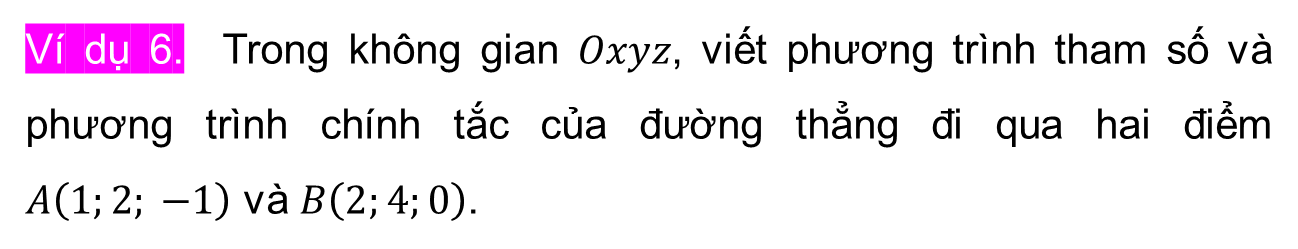 Ví dụ 6. Trong không gian Oxyz, viết phương trình tham số và
phương trình chính tắc của đường thẳng đi qua hai điểm
A(1; 2; −1) và B(2; 4; 0).